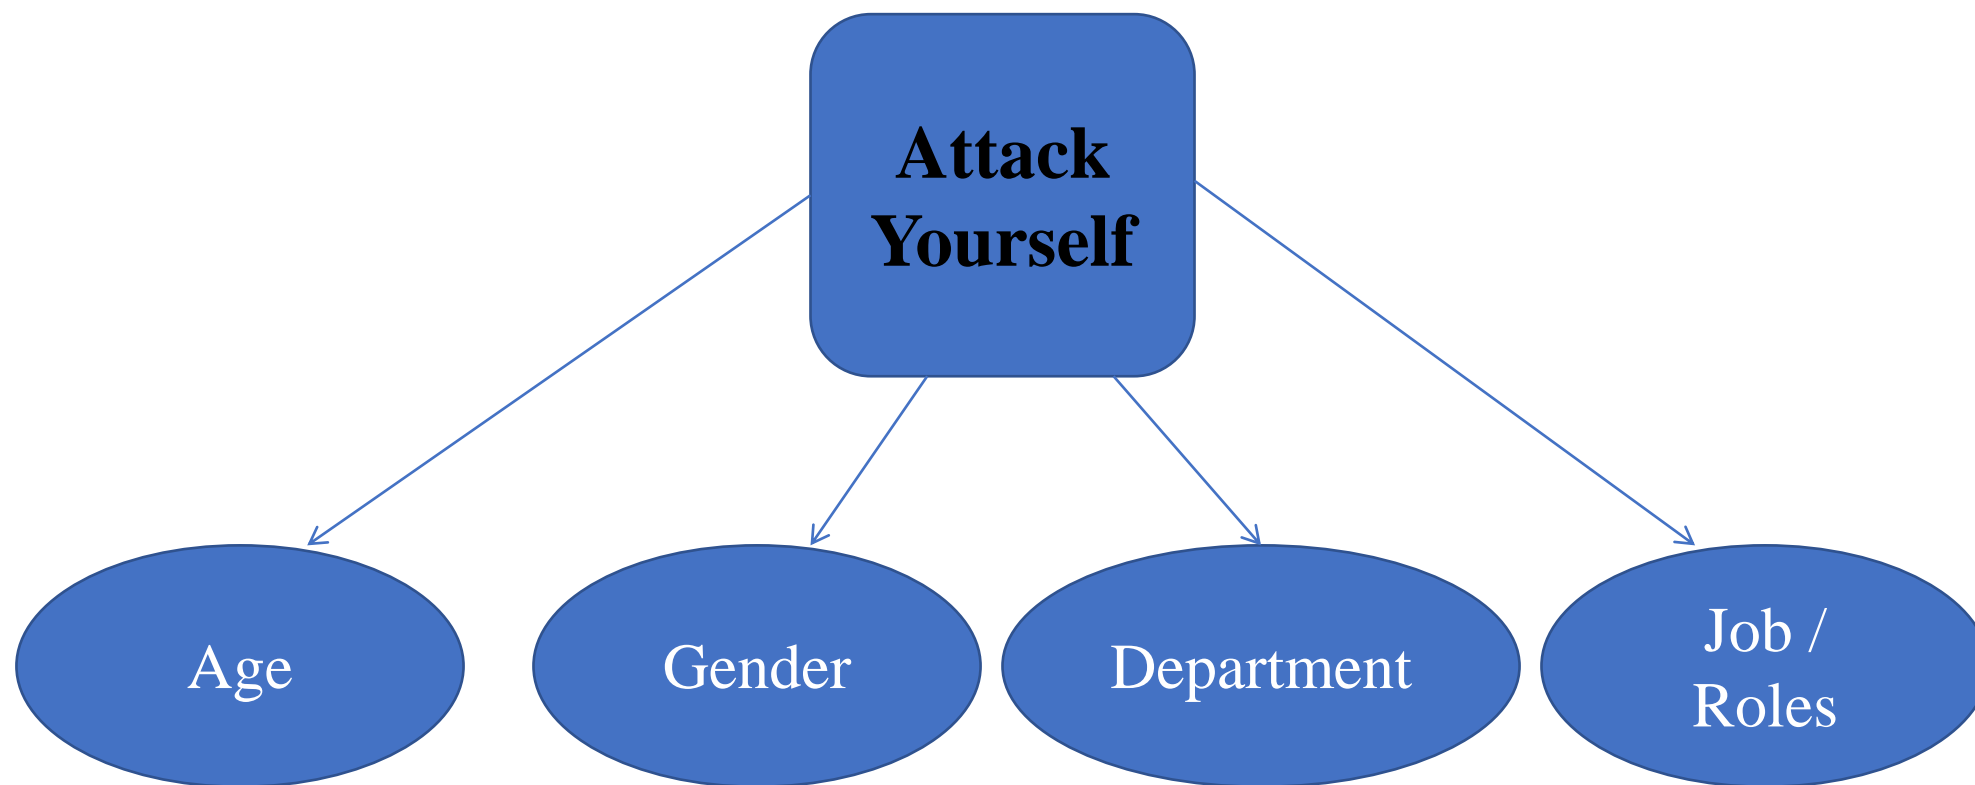 Attack
Yourself
Age
Gender
Department
Job /
Roles